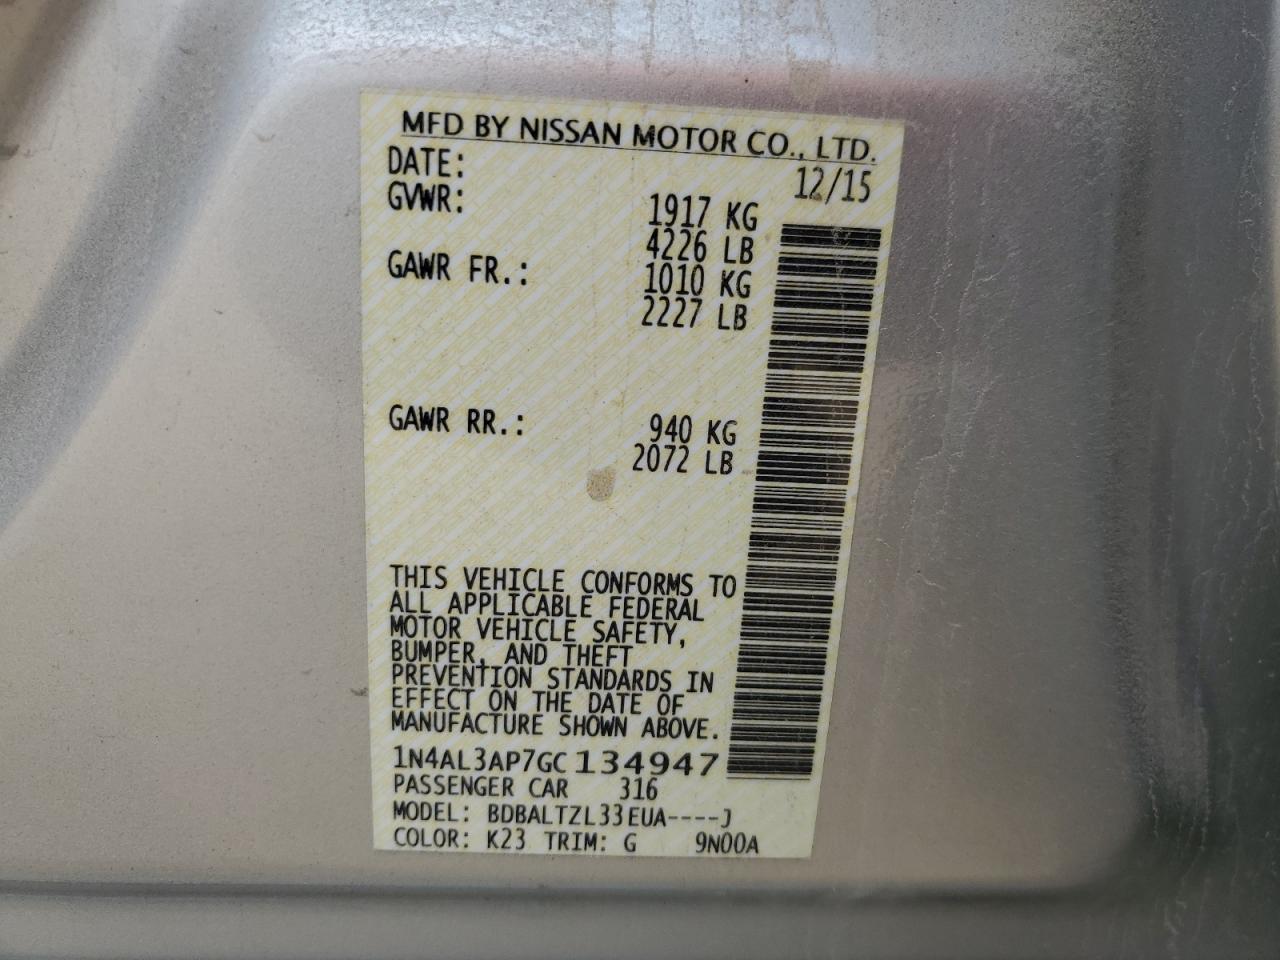 MFD BY NISSAN MOTOR CO., LTD.
DATE: 12/15
GVWR: 1917 KG
4226 LB
GAWR FR.: 1010 KG
2227 LB
GAWR RR.: 940 KG
2072 LB
THIS VEHICLE CONFORMS TO
ALL APPLICABLE FEDERAL
MOTOR VEHICLE SAFETY,
BUMPER, AND THEFT
PREVENTION STANDARDS IN
EFFECT ON THE DATE OF
MANUFACTURE SHOWN ABOVE.
1N4AL3AP7GC134947
PASSENGER CAR 316
MODEL: BDBALTZL33EUA----J
COLOR: K23 TRIM: G 9N00A